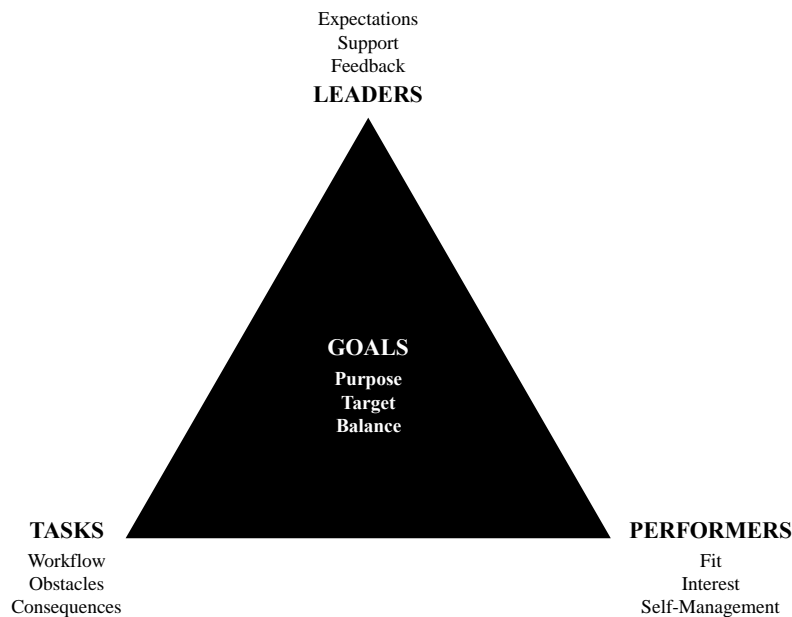 Expectations
Support
Feedback
LEADERS
GOALS
Purpose
Target
Balance
TASKS
Workflow
Obstacles
Consequences
PERFORMERS
Fit
Interest
Self-Management